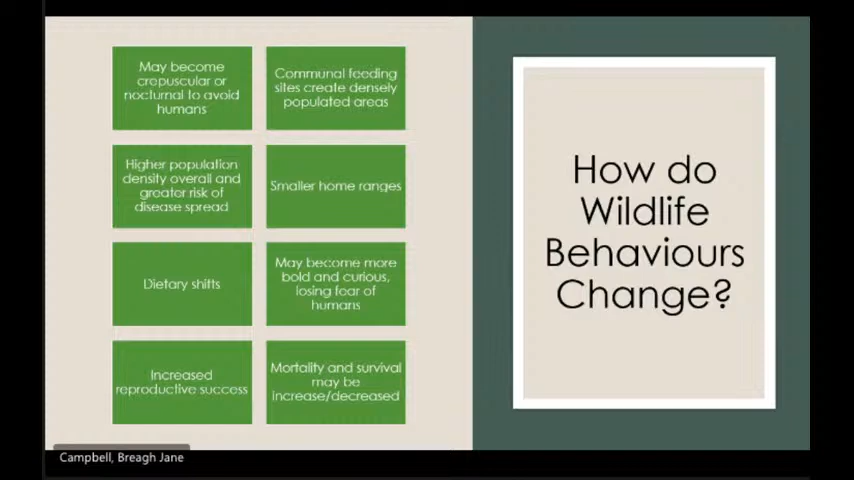 May become
crepuscular or
nocturnal to avoid
humans
Communal feeding
sites create densely
populated areas
Higher population
density overall and
greater risk of
disease spread
Smaller home ranges
Dietary shifts
May become more
bold and curious,
losing fear of
humans
Increased
reproductive success
Mortality and survival
may be
increase/decreased
How do
Wildlife
Behaviours
Change?
Campbell, Breagh Jane